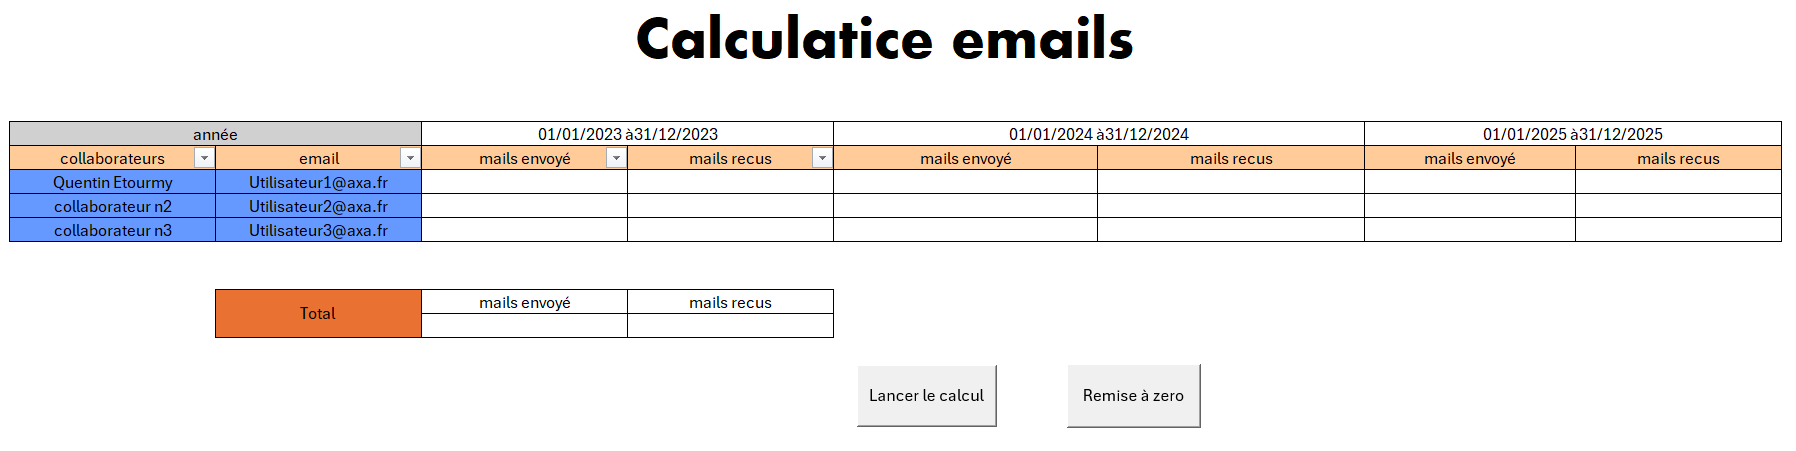 Calculatice emails
année 01/01/2023 à31/12/2023 01/01/2024 à31/12/2024 01/01/2025 à31/12/2025
collaborateurs email mails envoyé mails recus mails envoyé mails recus mails envoyé mails recus
Quentin Etourmy Utilisateur1@axa.fr
collaborateur n2 Utilisateur2@axa.fr
collaborateur n3 Utilisateur3@axa.fr
Total mails envoyé mails recus
Lancer le calcul Remise à zero